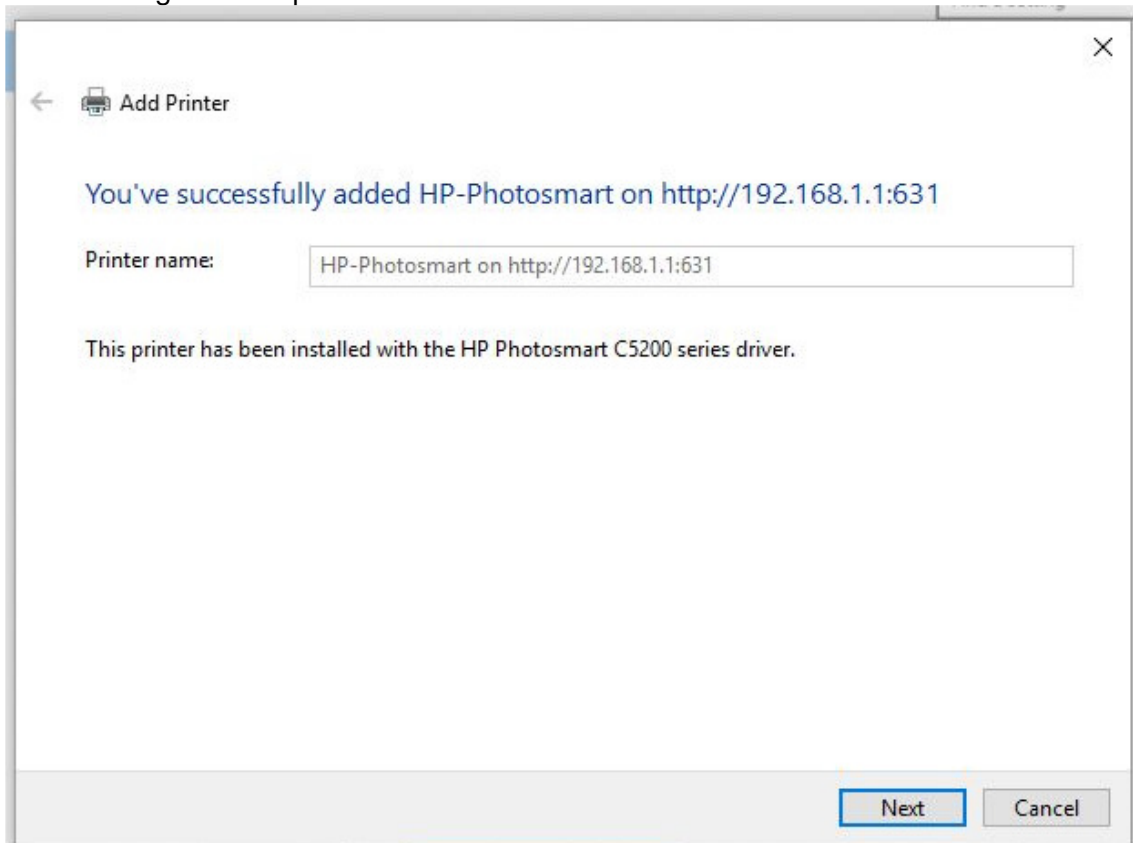 Add Printer
You've successfully added HP-Photosmart on http://192.168.1.1:631
Printer name:
HP-Photosmart on http://192.168.1.1:631
This printer has been installed with the HP Photosmart C5200 series driver.
Next Cancel